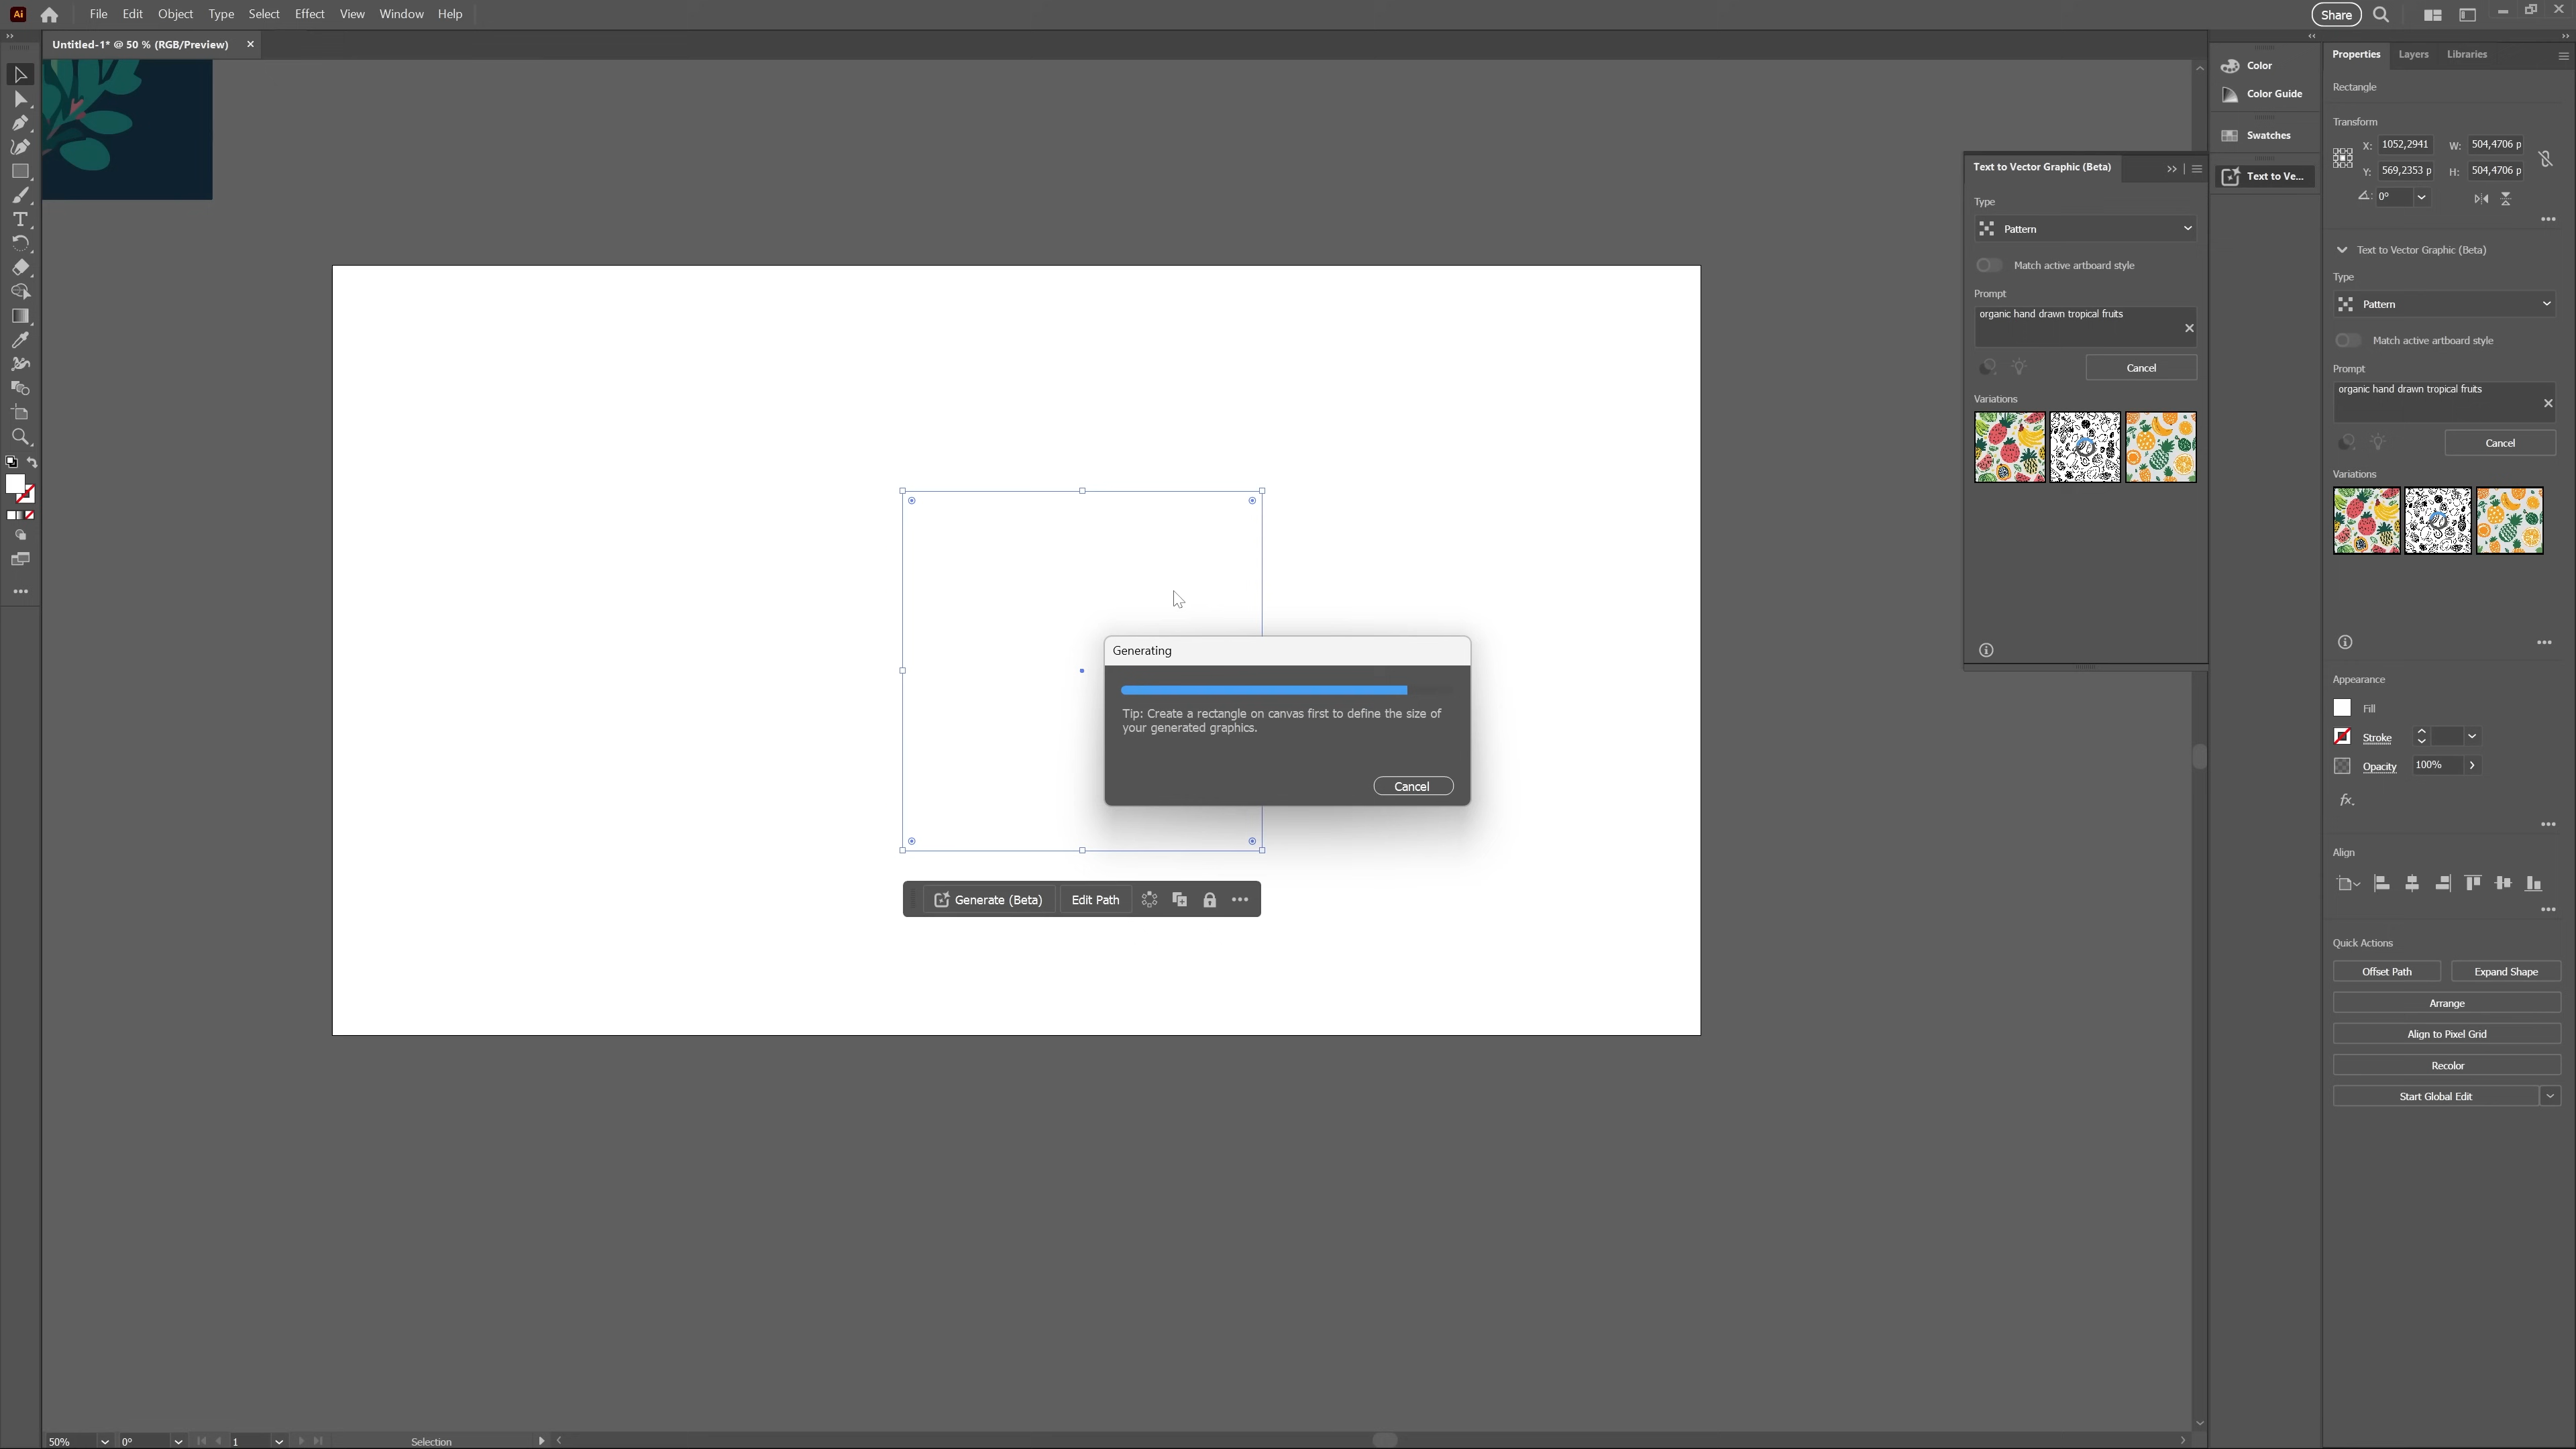 Ai
File Edit Object Type Select Effect View Window Help
Share
Untitled-1* @ 50 % (RGB/Preview)
Color
Color Guide
Swatches
Text to Ve...
Text to Vector Graphic (Beta)
Type
Pattern
Match active artboard style
Prompt
organic hand drawn tropical fruits
Cancel
Variations
Properties Layers Libraries
Rectangle
Transform
X: 1052,2941 W: 504,4706 p
Y: 569,2353 p H: 504,4706 p
0°
Text to Vector Graphic (Beta)
Type
Pattern
Match active artboard style
Prompt
organic hand drawn tropical fruits
Cancel
Variations
Appearance
Fill
Stroke
Opacity 100%
fx
Align
Quick Actions
Offset Path Expand Shape
Arrange
Align to Pixel Grid
Recolor
Start Global Edit
Generating
Tip: Create a rectangle on canvas first to define the size of
your generated graphics.
Cancel
Generate (Beta) Edit Path
50% 0° 1 Selection